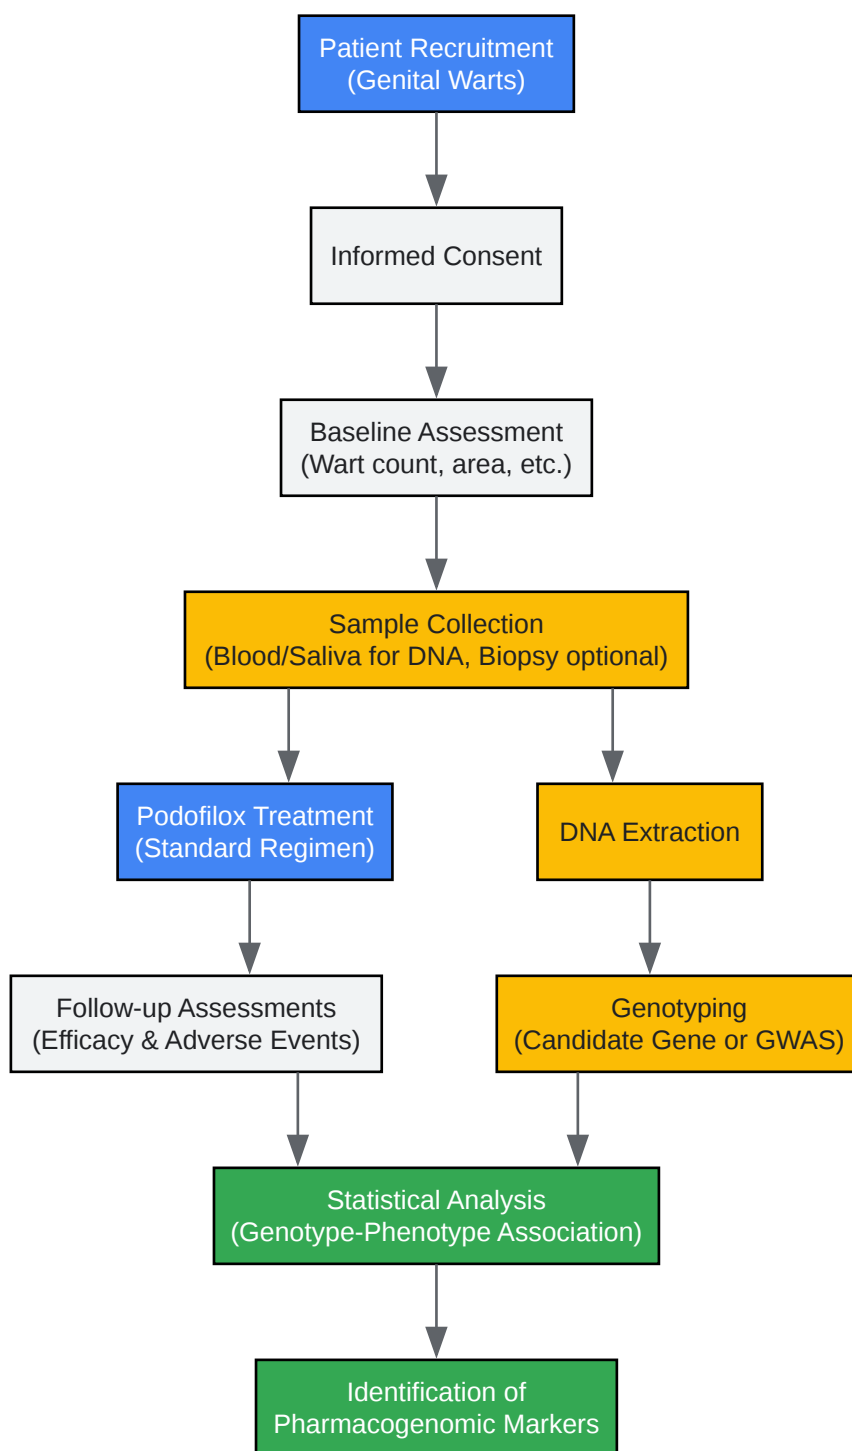 Patient Recruitment
(Genital Warts)
Informed Consent
Baseline Assessment
(Wart count, area, etc.)
Sample Collection
(Blood/Saliva for DNA, Biopsy optional)
Podofilox Treatment
(Standard Regimen)
DNA Extraction
Follow-up Assessments
(Efficacy & Adverse Events)
Genotyping
(Candidate Gene or GWAS)
Statistical Analysis
(Genotype-Phenotype Association)
Identification of
Pharmacogenomic Markers